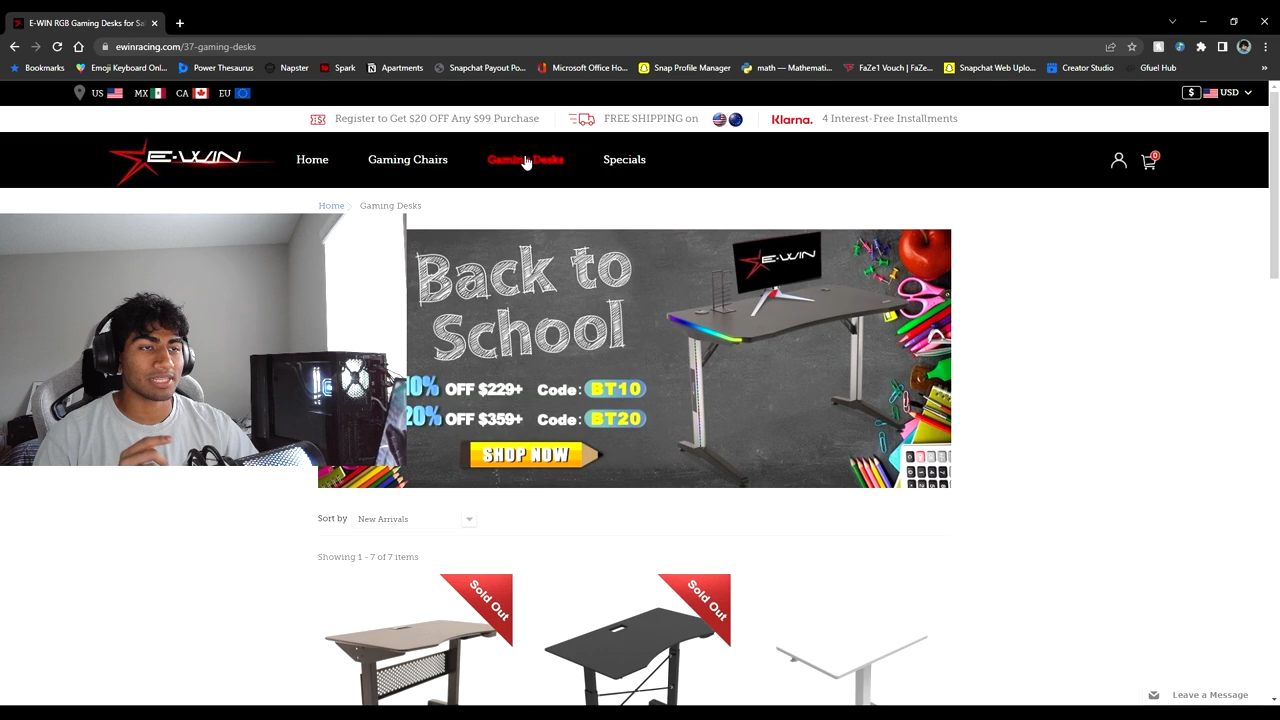 E-WIN RGB Gaming Desks for Sa
ewinracing.com/37-gaming-desks
Bookmarks Emoji Keyboard Onl... Power Thesaurus Napster Spark Apartments Snapchat Payout Po... Microsoft Office Ho... Snap Profile Manager math — Mathemati... FaZe1 Vouch | FaZe... Snapchat Web Uplo... Creator Studio Gfuel Hub »
US MX CA EU $ USD
Register to Get $20 OFF Any $99 Purchase FREE SHIPPING on Klarna. 4 Interest-Free Installments
E-WIN Home Gaming Chairs Gaming Desks Specials 0
Home Gaming Desks
Back to
School
E-WIN
10% OFF $229+ Code: BT10
20% OFF $359+ Code: BT20
SHOP NOW
Sort by New Arrivals
Showing 1 - 7 of 7 items
Sold Out Sold Out
Leave a Message